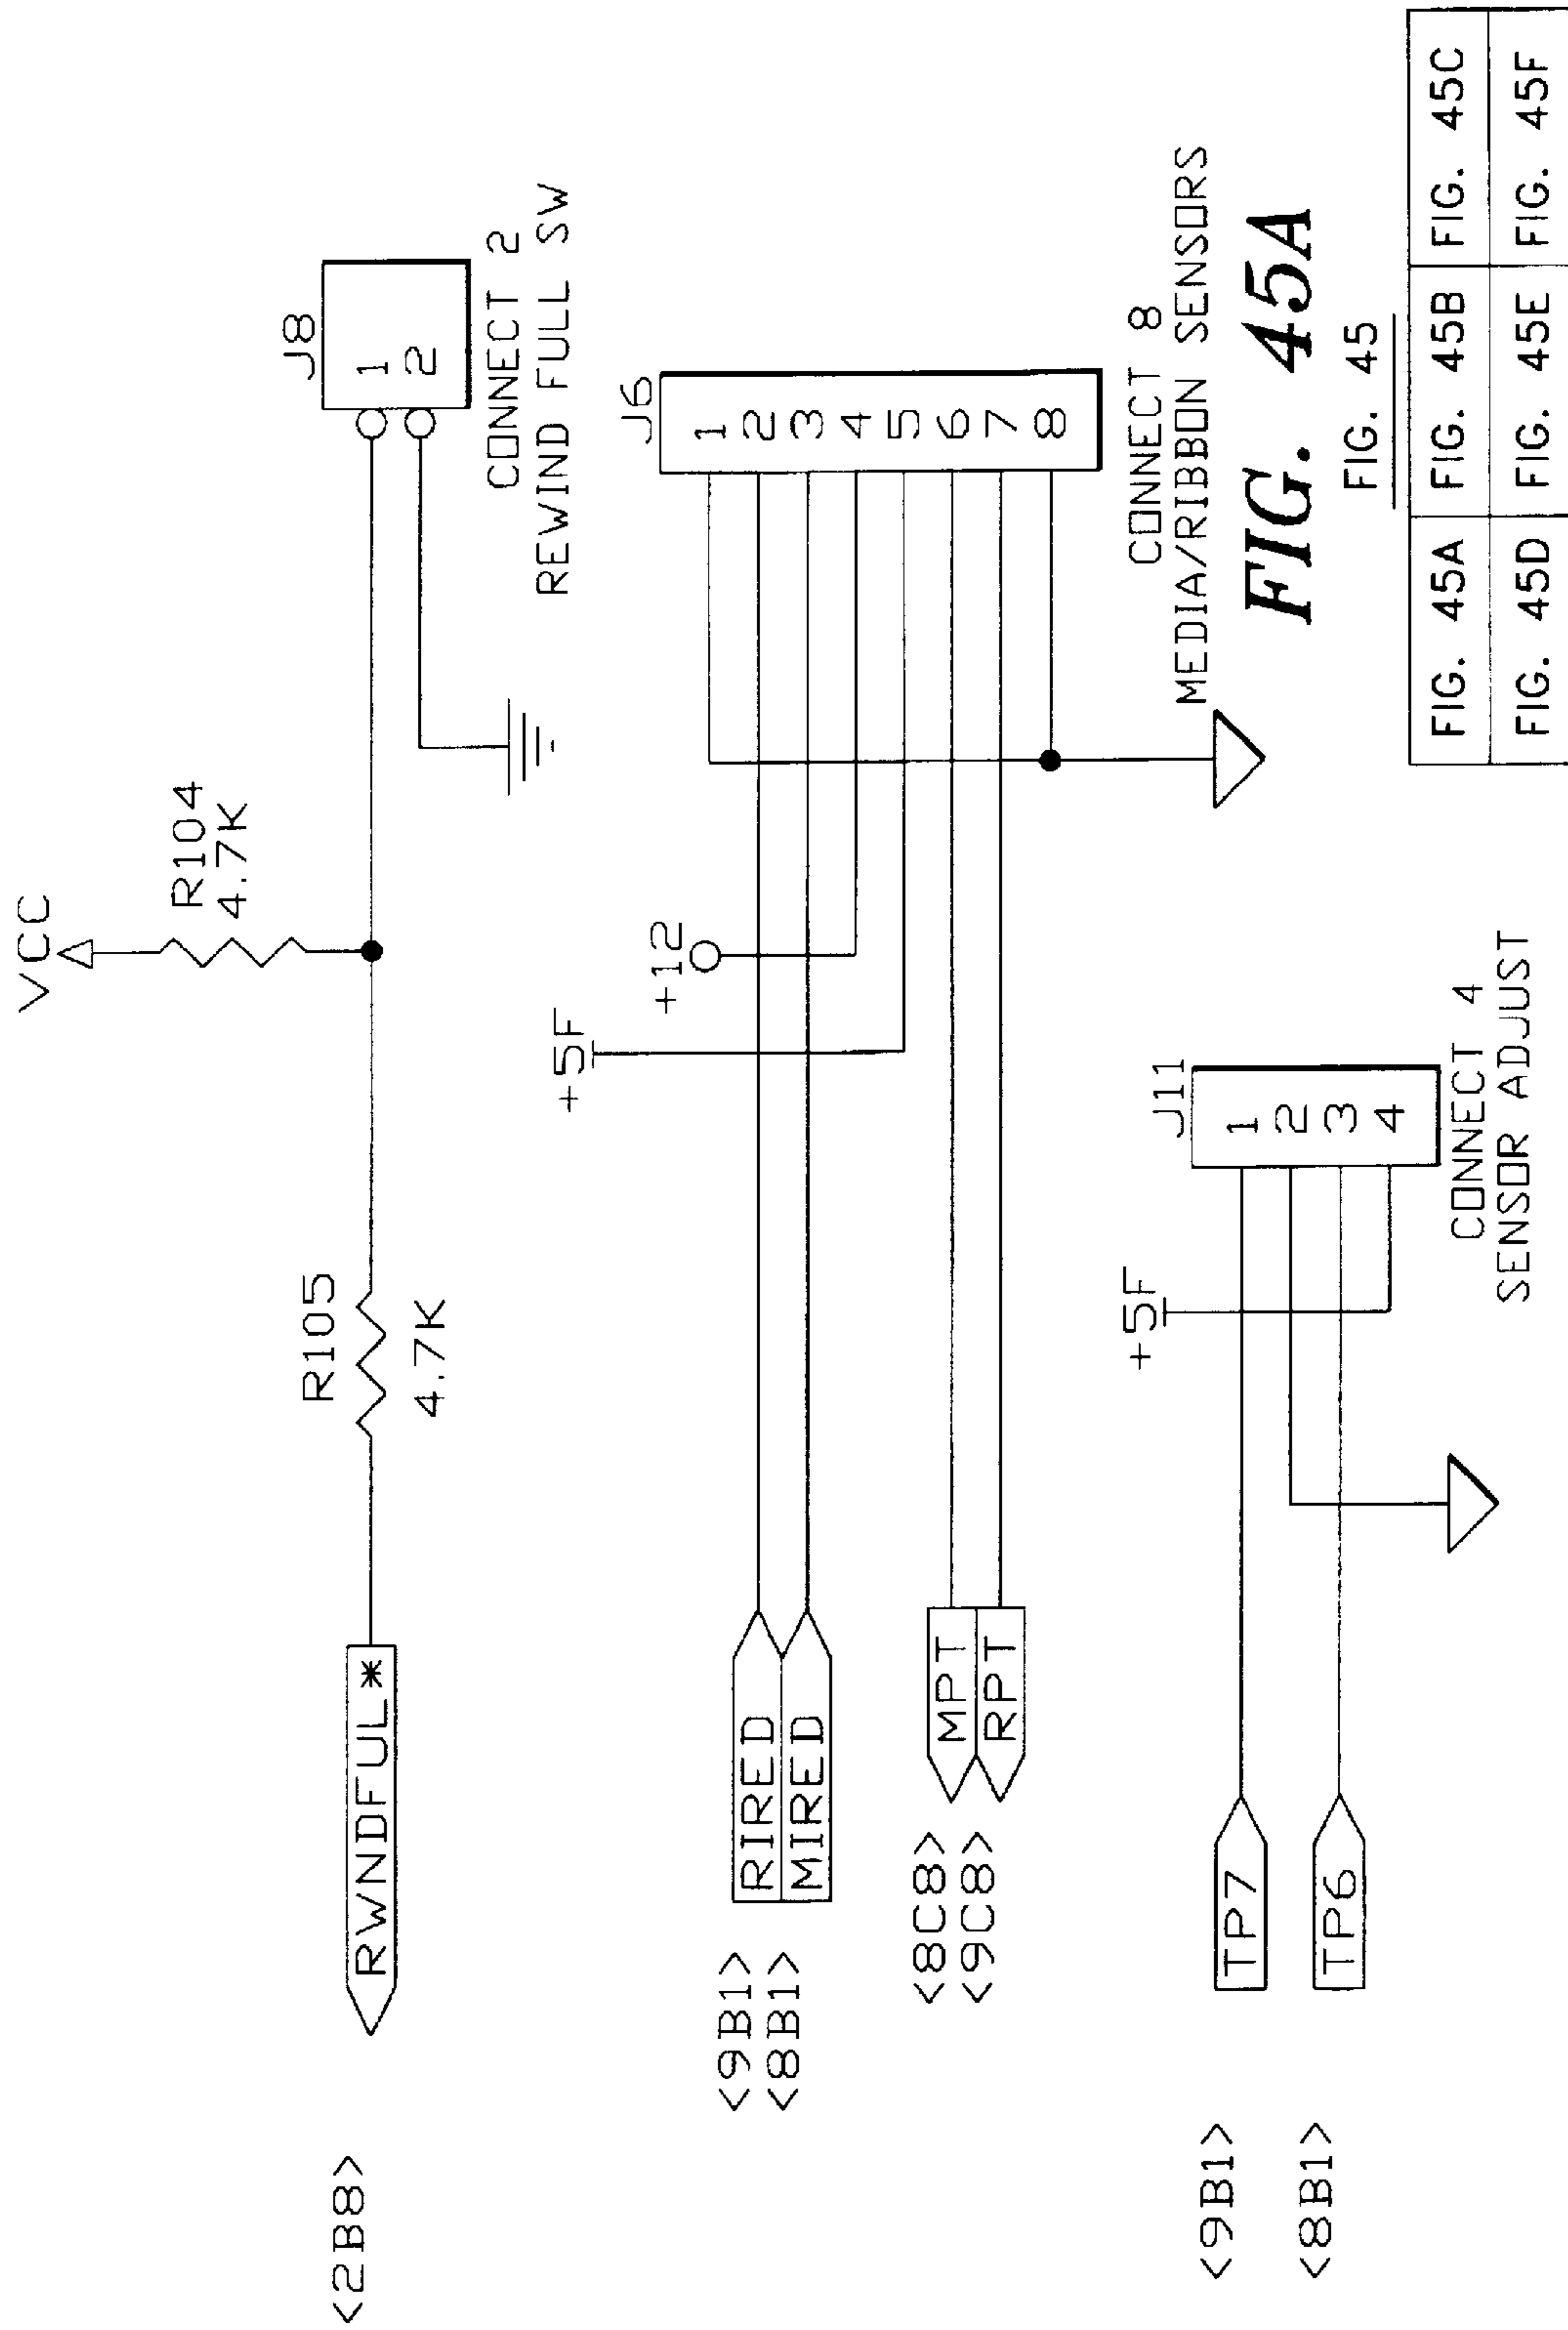 VCC
R104
4.7K
R105
4.7K
<2B8>
RWNDFUL*
J8
1
2
CONNECT 2
REWIND FULL SW
+5F
+12
J6
1
2
3
4
5
6
7
8
<9B1>
<8B1>
RIRED
MIRED
<8C8>
<9C8>
MPT
RPT
CONNECT 8
MEDIA/RIBBON SENSORS
<9B1>
<8B1>
TP7
TP6
+5F
J11
1
2
3
4
CONNECT 4
SENSOR ADJUST
FIG. 45A
FIG. 45
FIG. 45A FIG. 45B FIG. 45C
FIG. 45D FIG. 45E FIG. 45F